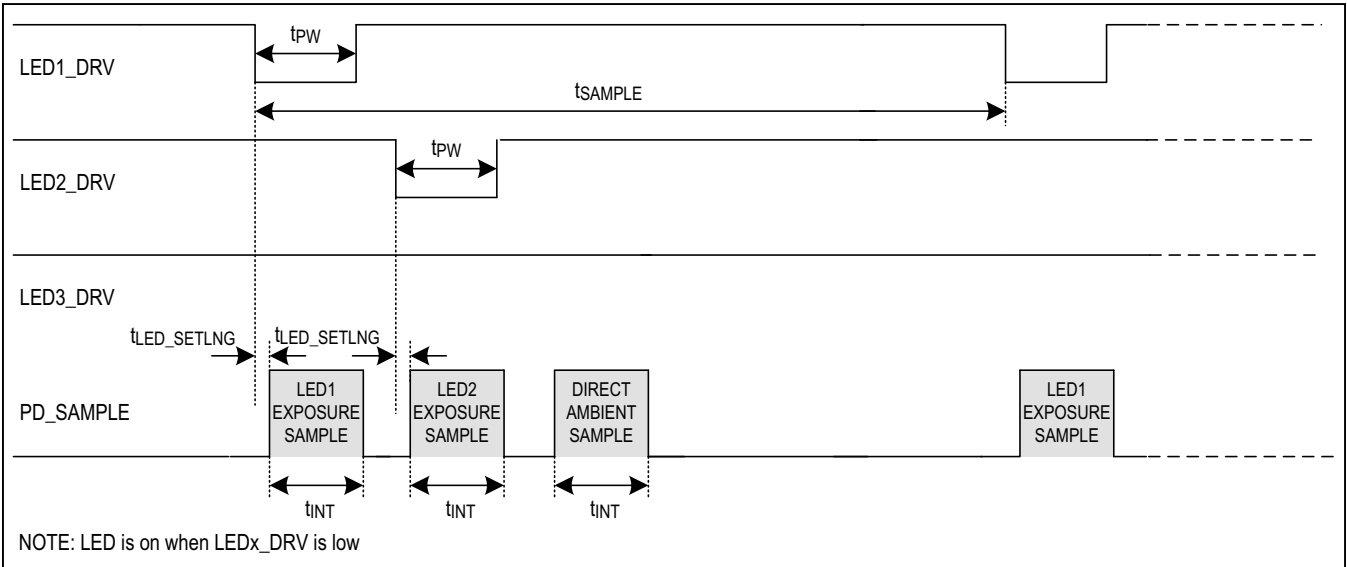 tPW
LED1_DRV
tSAMPLE
tPW
LED2_DRV
LED3_DRV
tLED_SETLNG tLED_SETLNG
PD_SAMPLE
LED1
EXPOSURE
SAMPLE
LED2
EXPOSURE
SAMPLE
DIRECT
AMBIENT
SAMPLE
LED1
EXPOSURE
SAMPLE
tINT tINT tINT
NOTE: LED is on when LEDx_DRV is low